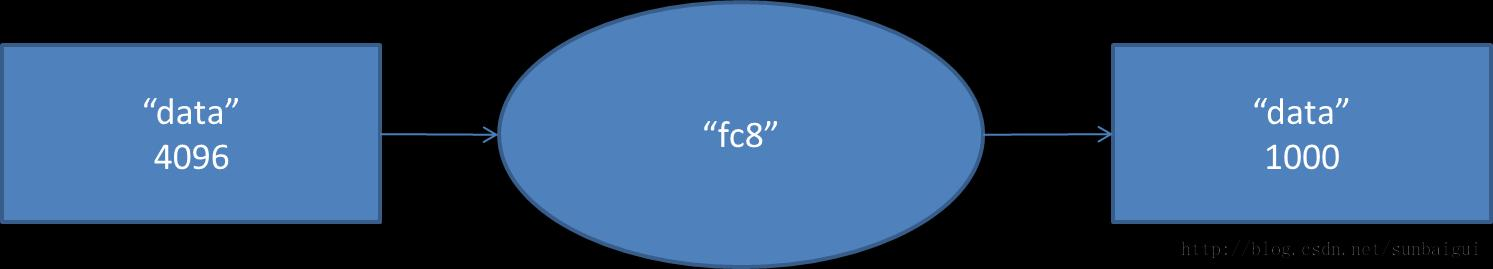 “data”
4096
“fc8”
“data”
1000
http://blog.csdn.net/sunbaigui